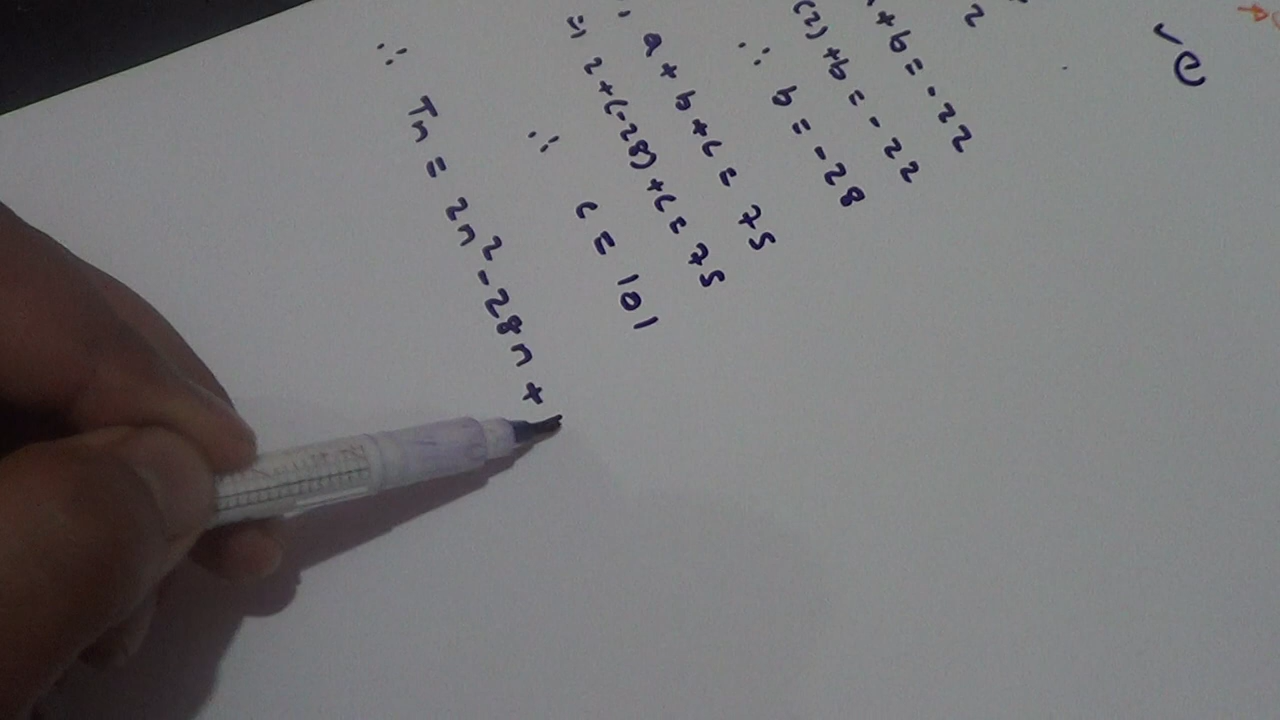 2
+ b = -22
(2) + b = -22
∴ b = -28
a + b + c = 75
=> 2 + (-28) + c = 75
∴ c = 101
∴ Tn = 2n² - 28n +